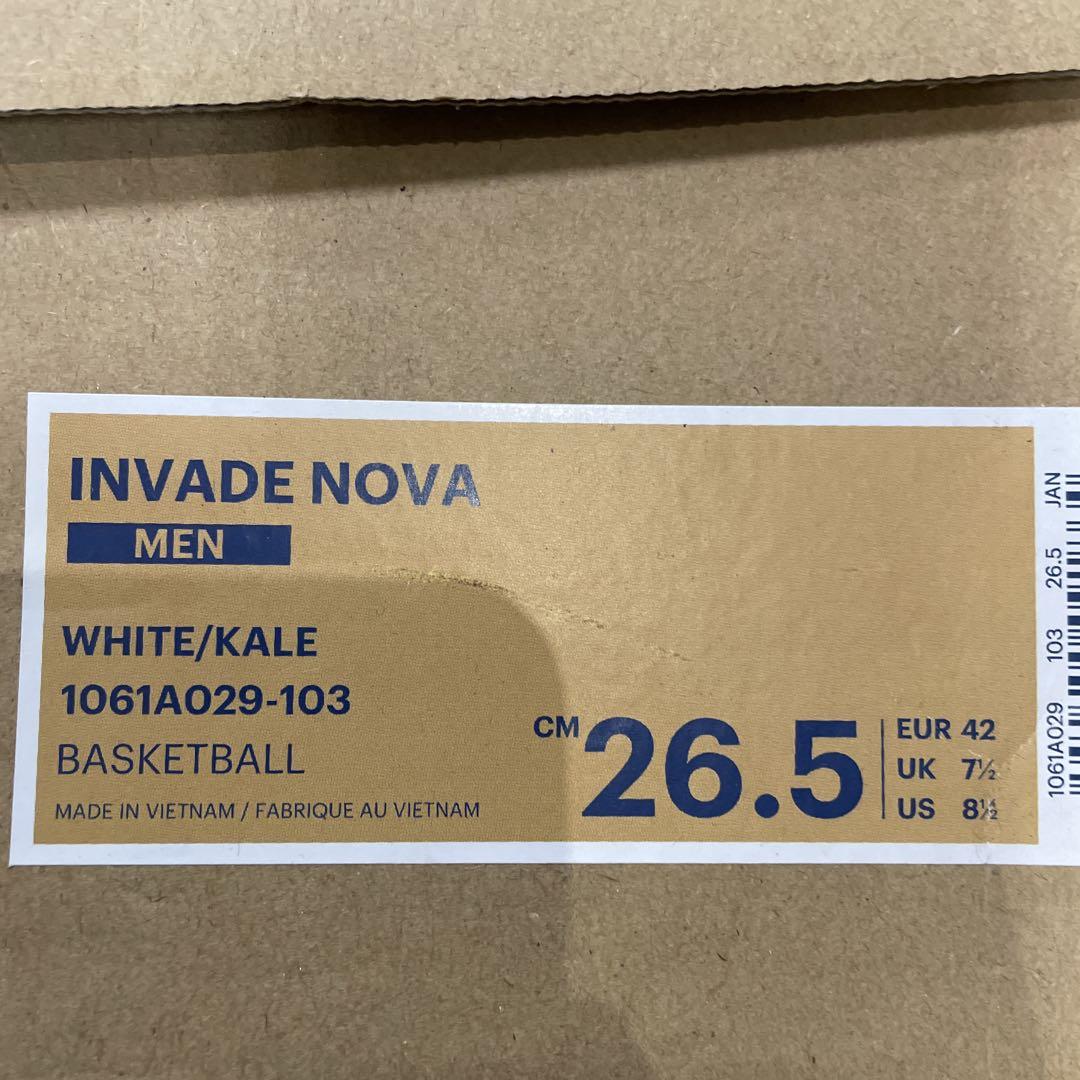 INVADE NOVA
MEN
WHITE/KALE
1061A029-103
BASKETBALL
MADE IN VIETNAM / FABRIQUE AU VIETNAM
CM 26.5
EUR 42
UK 7½
US 8½
1061A029 103 26.5 JAN